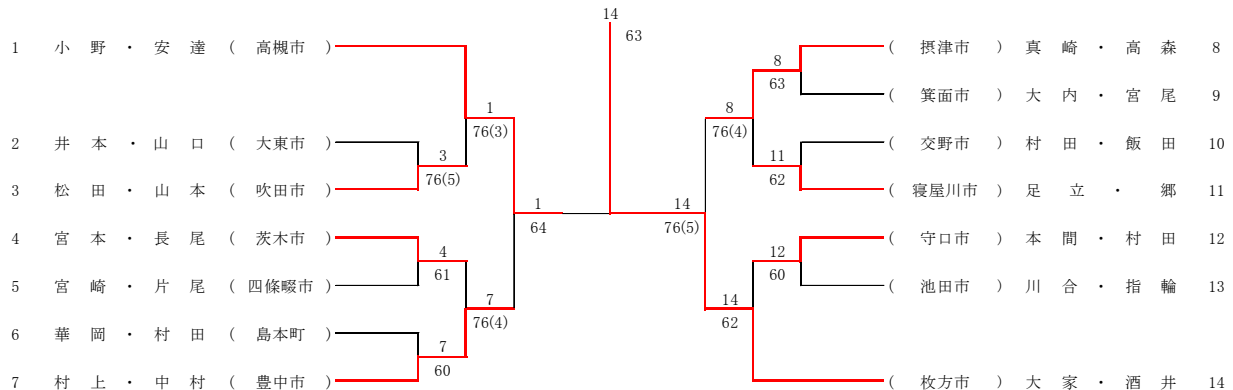 14
63
1 小 野 ・ 安 達 ( 高槻市 )
( 摂津市 ) 真 崎 ・ 高 森 8
8
63
( 箕面市 ) 大 内 ・ 宮 尾 9
1
76(3)
8
76(4)
2 井 本 ・ 山 口 ( 大東市 )
( 交野市 ) 村 田 ・ 飯 田 10
3
76(5)
11
62
3 松 田 ・ 山 本 ( 吹田市 )
( 寝屋川市 ) 足 立 ・ 郷 11
1
64
14
76(5)
4 宮 本 ・ 長 尾 ( 茨木市 )
( 守口市 ) 本 間 ・ 村 田 12
4
61
12
60
5 宮 崎 ・ 片 尾 ( 四條畷市 )
( 池田市 ) 川 合 ・ 指 輪 13
7
76(4)
14
62
6 華 岡 ・ 村 田 ( 島本町 )
7
60
7 村 上 ・ 中 村 ( 豊中市 )
( 枚方市 ) 大 家 ・ 酒 井 14